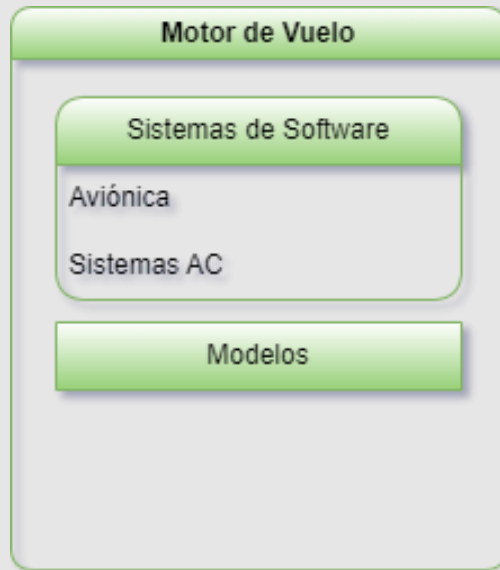 Motor de Vuelo
Sistemas de Software
Aviónica
Sistemas AC
Modelos